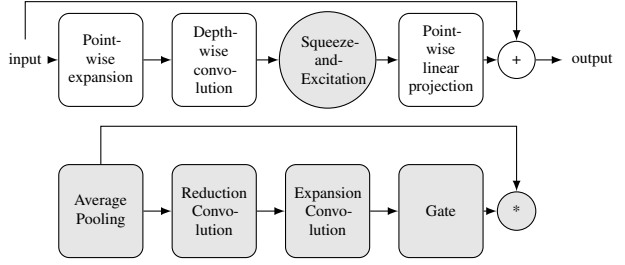 input
Point-
wise
expansion
Depth-
wise
convo-
lution
Squeeze-
and-
Excitation
Point-
wise
linear
projection
+
output
Average
Pooling
Reduction
Convo-
lution
Expansion
Convo-
lution
Gate
*